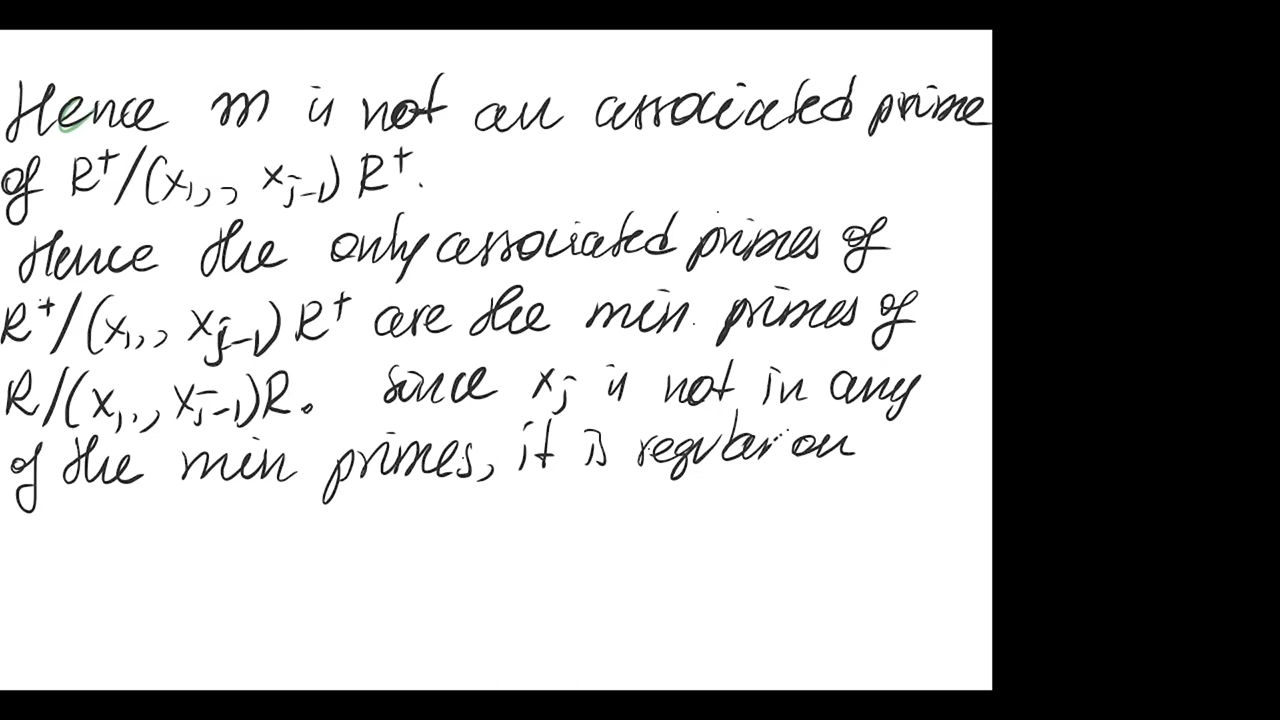 Hence m is not an associated prime
of R⁺/(x₁,., xⱼ₋₁) R⁺.
Hence the only associated primes of
R⁺/(x₁,., xⱼ₋₁) R⁺ are the min. primes of
R/(x₁,., xⱼ₋₁)R. Since xⱼ is not in any
of the min primes, it is regular on